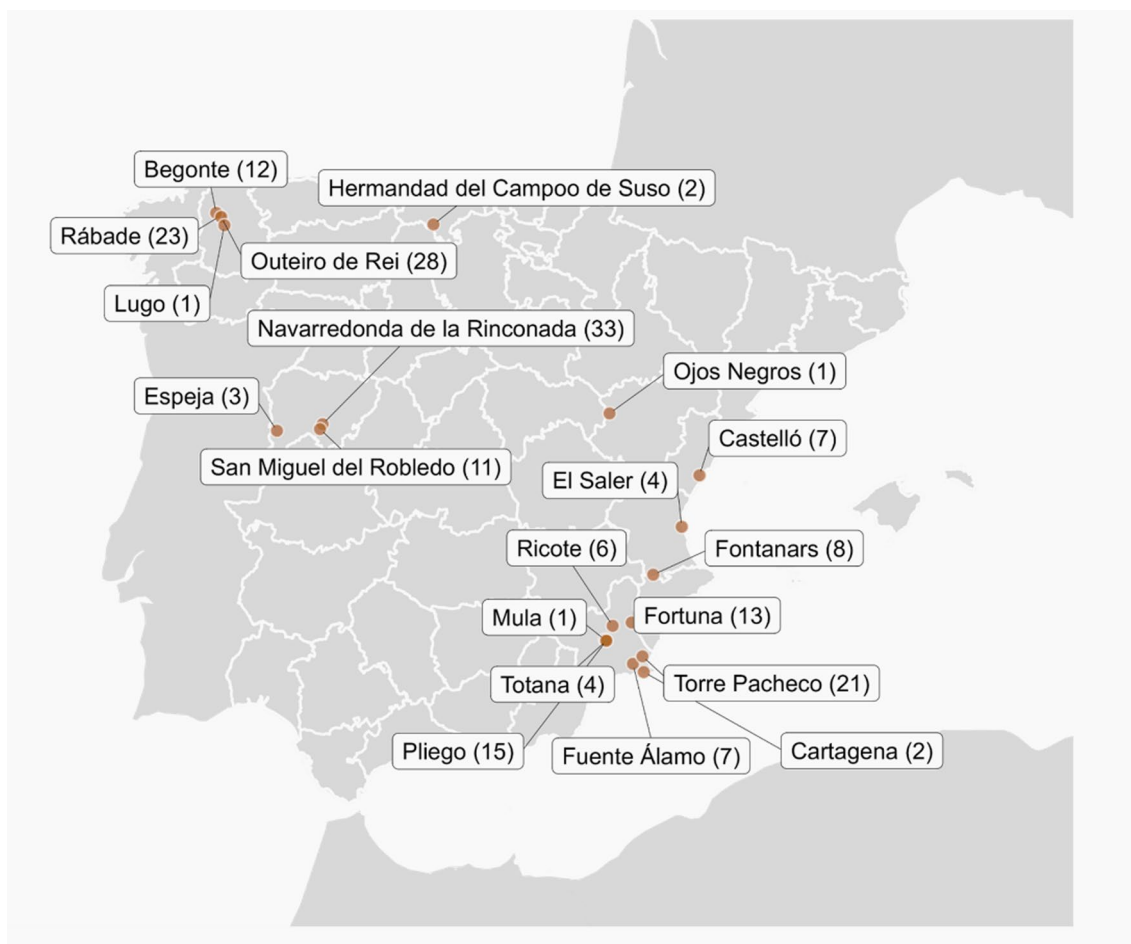 Begonte (12)
Hermandad del Campoo de Suso (2)
Rábade (23)
Outeiro de Rei (28)
Lugo (1)
Navarredonda de la Rinconada (33)
Ojos Negros (1)
Espeja (3)
Castelló (7)
San Miguel del Robledo (11)
El Saler (4)
Ricote (6)
Fontanars (8)
Mula (1)
Fortuna (13)
Totana (4)
Torre Pacheco (21)
Pliego (15)
Fuente Álamo (7)
Cartagena (2)